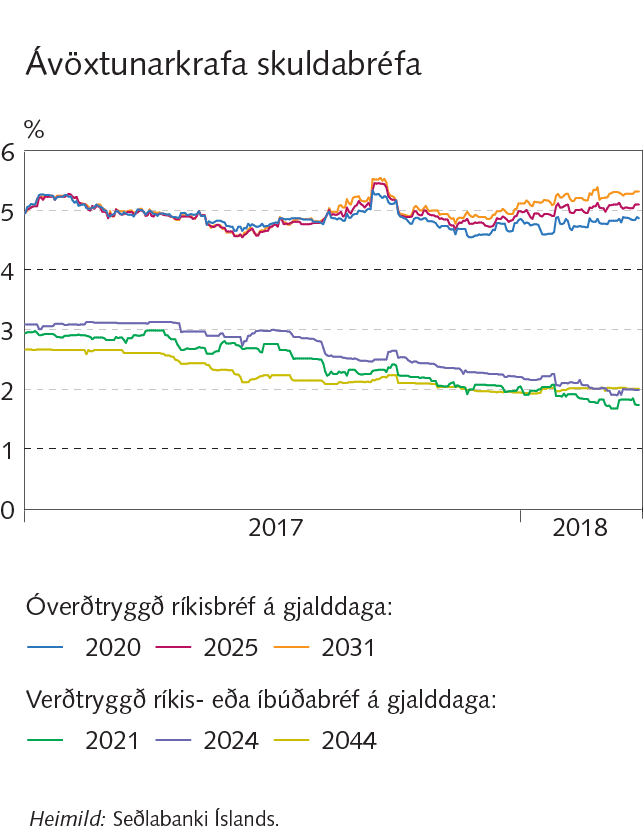 Ávöxtunarkrafa skuldabréfa
%
6
5
4
3
2
1
0
2017 2018
Óverðtryggð ríkisbréf á gjalddaga:
2020 2025 2031
Verðtryggð ríkis- eða íbúðabréf á gjalddaga:
2021 2024 2044
Heimild: Seðlabanki Íslands.